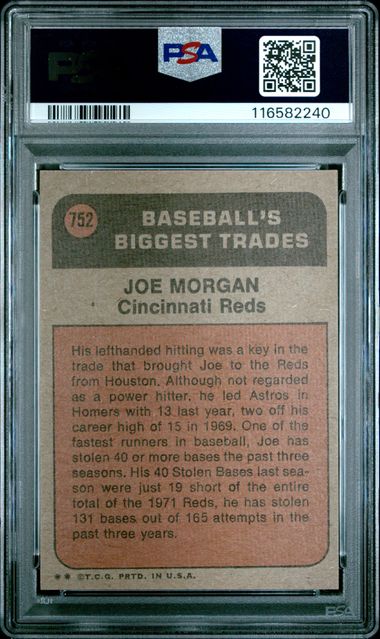 PSA
116582240
752
BASEBALL'S
BIGGEST TRADES
JOE MORGAN
Cincinnati Reds
His lefthanded hitting was a key in the
trade that brought Joe to the Reds
from Houston. Although not regarded
as a power hitter, he led Astros in
Homers with 13 last year, two off his
career high of 15 in 1969. One of the
fastest runners in baseball, Joe has
stolen 40 or more bases the past three
seasons. His 40 Stolen Bases last sea-
son were just 19 short of the entire
total of the 1971 Reds, he has stolen
131 bases out of 165 attempts in the
past three years.
** ©T.C.G. PRTD. IN U.S.A.
PSA